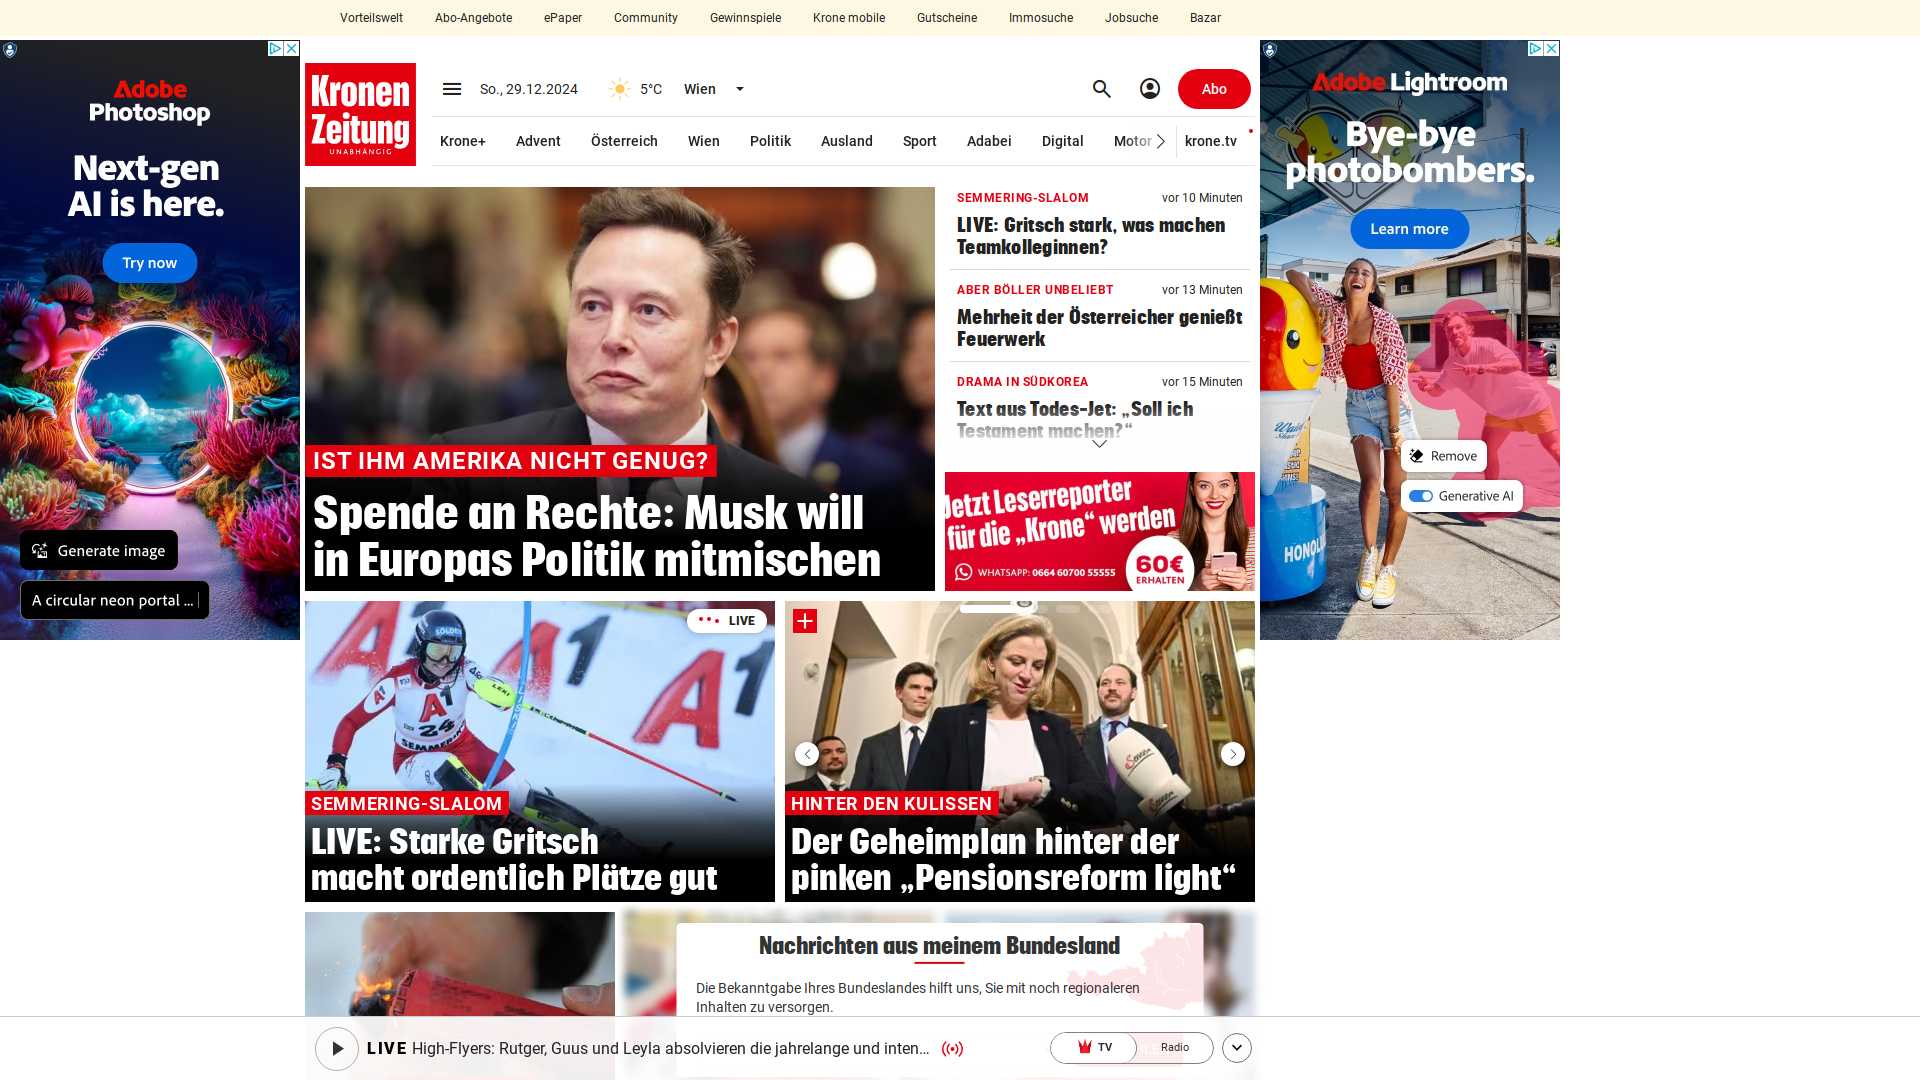 Vorteilswelt Abo-Angebote ePaper Community Gewinnspiele Krone mobile Gutscheine Immosuche Jobsuche Bazar
Adobe
Photoshop
Next-gen
AI is here.
Try now
Generate image
A circular neon portal ...
Kronen
Zeitung
UNABHÄNGIG
So., 29.12.2024
5°C
Wien
Abo
Krone+ Advent Österreich Wien Politik Ausland Sport Adabei Digital Motor krone.tv
IST IHM AMERIKA NICHT GENUG?
Spende an Rechte: Musk will
in Europas Politik mitmischen
SEMMERING-SLALOM vor 10 Minuten
LIVE: Gritsch stark, was machen
Teamkolleginnen?
ABER BÖLLER UNBELIEBT vor 13 Minuten
Mehrheit der Österreicher genießt
Feuerwerk
DRAMA IN SÜDKOREA vor 15 Minuten
Text aus Todes-Jet: „Soll ich
Testament machen?“
Jetzt Leserreporter
für die „Krone“ werden
WHATSAPP: 0664 60700 55555
60€
ERHALTEN
Adobe Lightroom
Bye-bye
photobombers.
Learn more
Remove
Generative AI
HONOL
LIVE
SÖLDEN
LEKI
A1
A1
A1
A1
24
SEMMERING
SEMMERING-SLALOM
LIVE: Starke Gritsch
macht ordentlich Plätze gut
HINTER DEN KULISSEN
Der Geheimplan hinter der
pinken „Pensionsreform light“
Nachrichten aus meinem Bundesland
Die Bekanntgabe Ihres Bundeslandes hilft uns, Sie mit noch regionaleren
Inhalten zu versorgen.
LIVE High-Flyers: Rutger, Guus und Leyla absolvieren die jahrelange und inten...
TV
Radio